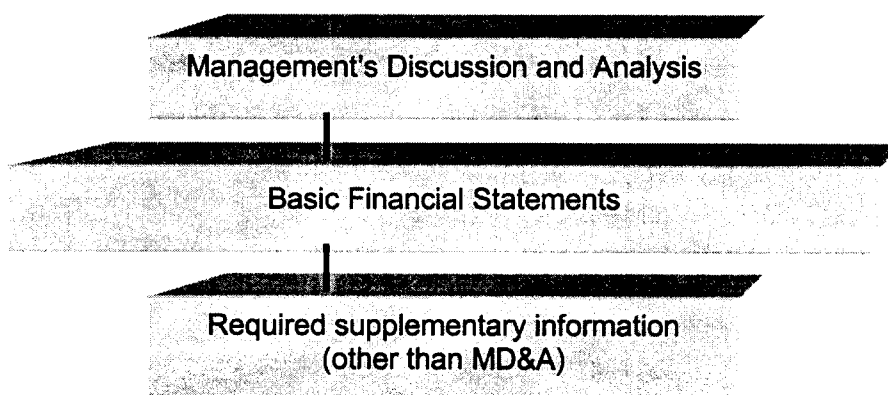 Management's Discussion and Analysis
Basic Financial Statements
Required supplementary information
(other than MD&A)